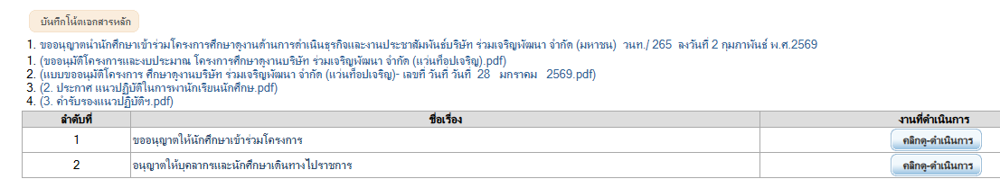 บันทึกโน้ตเอกสารหลัก
1. ขออนุญาตนำนักศึกษาเข้าร่วมโครงการศึกษาดูงานด้านการดำเนินธุรกิจและงานประชาสัมพันธ์บริษัท ร่วมเจริญพัฒนา จำกัด (มหาชน) วนท./ 265 ลงวันที่ 2 กุมภาพันธ์ พ.ศ.2569
1. (ขออนุมัติโครงการและงบประมาณ โครงการศึกษาดูงานบริษัท ร่วมเจริญพัฒนา จำกัด (แว่นท็อปเจริญ).pdf)
2. (แบบขออนุมัติโครงการ ศึกษาดูงานบริษัท ร่วมเจริญพัฒนา จำกัด (แว่นท็อปเจริญ)- เลขที่ วันที่ วันที่ 28 มกราคม 2569.pdf)
3. (2. ประกาศ แนวปฏิบัติในการพานักเรียนนักศึกษ.pdf)
4. (3. คำรับรองแนวปฏิบัติฯ.pdf)
ลำดับที่ ชื่อเรื่อง งานที่ดำเนินการ
1 ขออนุญาตให้นักศึกษาเข้าร่วมโครงการ คลิกดู-ดำเนินการ
2 อนุญาตให้บุคลากรและนักศึกษาเดินทางไปราชการ คลิกดู-ดำเนินการ